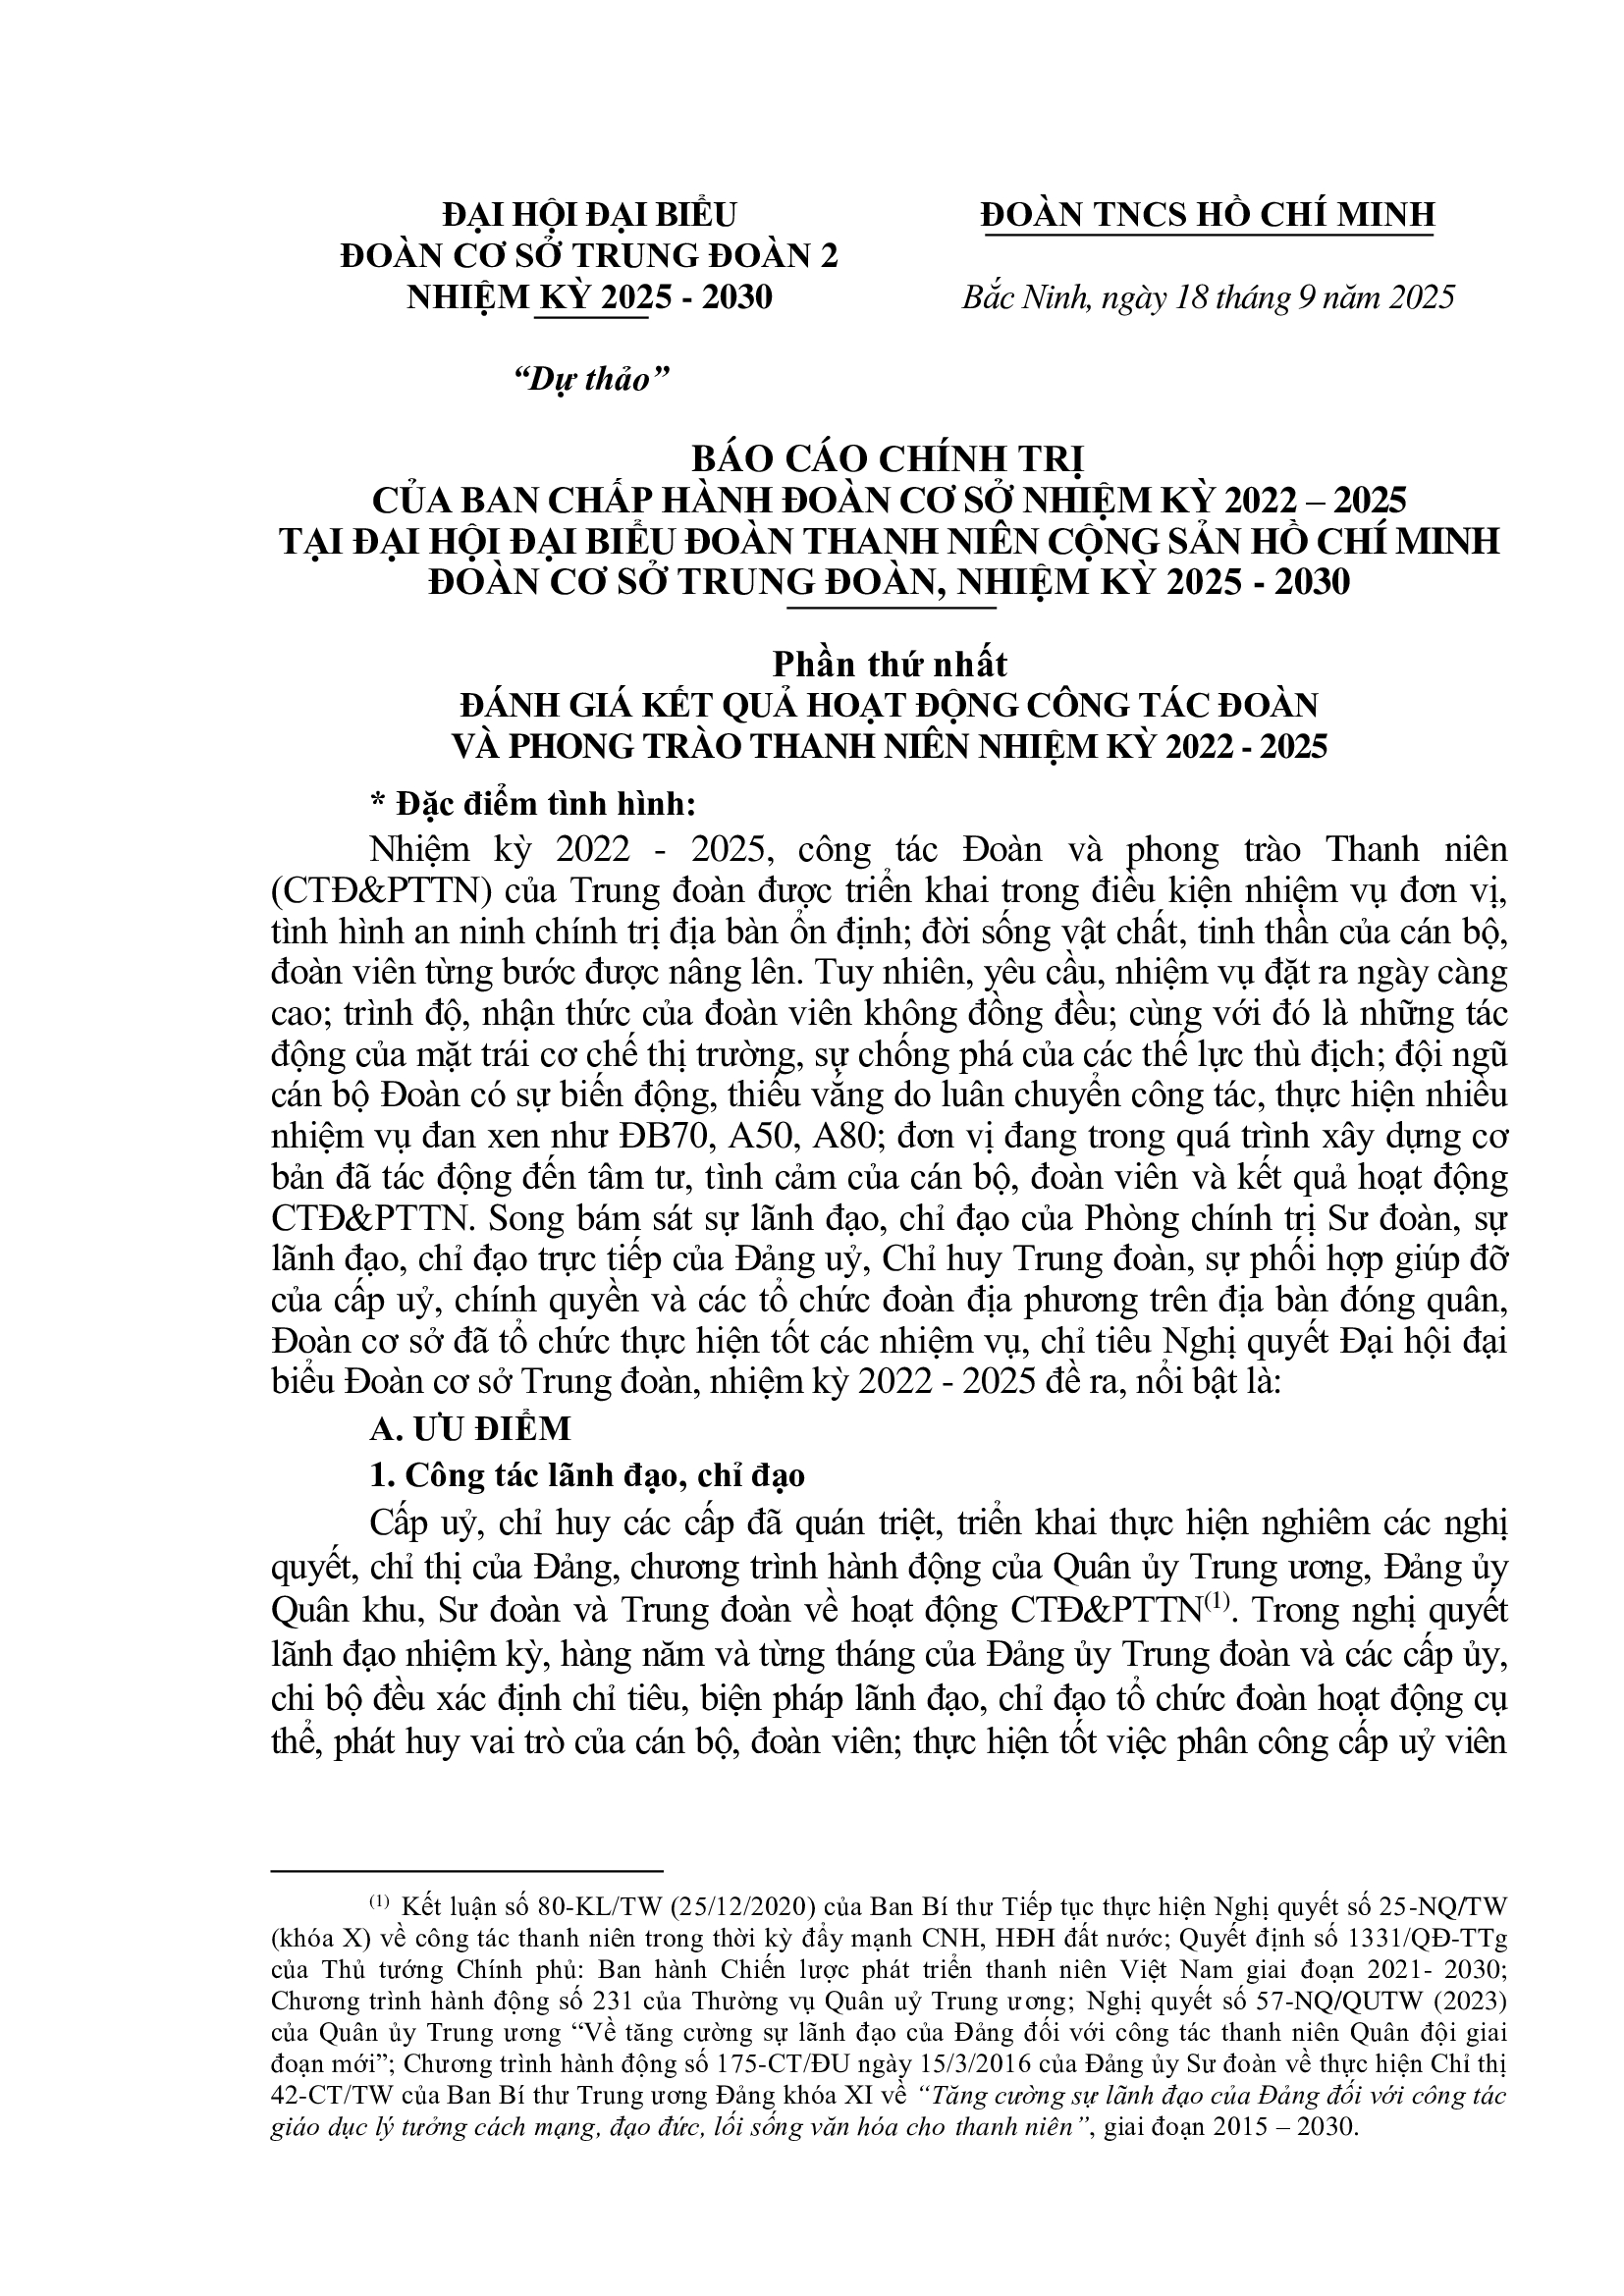 ĐẠI HỘI ĐẠI BIỂU
ĐOÀN CƠ SỞ TRUNG ĐOÀN 2
NHIỆM KỲ 2025 - 2030
ĐOÀN TNCS HỒ CHÍ MINH
Bắc Ninh, ngày 18 tháng 9 năm 2025
“Dự thảo”
BÁO CÁO CHÍNH TRỊ
CỦA BAN CHẤP HÀNH ĐOÀN CƠ SỞ NHIỆM KỲ 2022 – 2025
TẠI ĐẠI HỘI ĐẠI BIỂU ĐOÀN THANH NIÊN CỘNG SẢN HỒ CHÍ MINH
ĐOÀN CƠ SỞ TRUNG ĐOÀN, NHIỆM KỲ 2025 - 2030
Phần thứ nhất
ĐÁNH GIÁ KẾT QUẢ HOẠT ĐỘNG CÔNG TÁC ĐOÀN
VÀ PHONG TRÀO THANH NIÊN NHIỆM KỲ 2022 - 2025
* Đặc điểm tình hình:
Nhiệm kỳ 2022 - 2025, công tác Đoàn và phong trào Thanh niên
(CTĐ&PTTN) của Trung đoàn được triển khai trong điều kiện nhiệm vụ đơn vị,
tình hình an ninh chính trị địa bàn ổn định; đời sống vật chất, tinh thần của cán bộ,
đoàn viên từng bước được nâng lên. Tuy nhiên, yêu cầu, nhiệm vụ đặt ra ngày càng
cao; trình độ, nhận thức của đoàn viên không đồng đều; cùng với đó là những tác
động của mặt trái cơ chế thị trường, sự chống phá của các thế lực thù địch; đội ngũ
cán bộ Đoàn có sự biến động, thiếu vắng do luân chuyển công tác, thực hiện nhiều
nhiệm vụ đan xen như ĐB70, A50, A80; đơn vị đang trong quá trình xây dựng cơ
bản đã tác động đến tâm tư, tình cảm của cán bộ, đoàn viên và kết quả hoạt động
CTĐ&PTTN. Song bám sát sự lãnh đạo, chỉ đạo của Phòng chính trị Sư đoàn, sự
lãnh đạo, chỉ đạo trực tiếp của Đảng uỷ, Chỉ huy Trung đoàn, sự phối hợp giúp đỡ
của cấp uỷ, chính quyền và các tổ chức đoàn địa phương trên địa bàn đóng quân,
Đoàn cơ sở đã tổ chức thực hiện tốt các nhiệm vụ, chỉ tiêu Nghị quyết Đại hội đại
biểu Đoàn cơ sở Trung đoàn, nhiệm kỳ 2022 - 2025 đề ra, nổi bật là:
A. ƯU ĐIỂM
1. Công tác lãnh đạo, chỉ đạo
Cấp uỷ, chỉ huy các cấp đã quán triệt, triển khai thực hiện nghiêm các nghị
quyết, chỉ thị của Đảng, chương trình hành động của Quân ủy Trung ương, Đảng ủy
Quân khu, Sư đoàn và Trung đoàn về hoạt động CTĐ&PTTN(1). Trong nghị quyết
lãnh đạo nhiệm kỳ, hàng năm và từng tháng của Đảng ủy Trung đoàn và các cấp ủy,
chi bộ đều xác định chỉ tiêu, biện pháp lãnh đạo, chỉ đạo tổ chức đoàn hoạt động cụ
thể, phát huy vai trò của cán bộ, đoàn viên; thực hiện tốt việc phân công cấp uỷ viên
(1) Kết luận số 80-KL/TW (25/12/2020) của Ban Bí thư Tiếp tục thực hiện Nghị quyết số 25-NQ/TW
(khóa X) về công tác thanh niên trong thời kỳ đẩy mạnh CNH, HĐH đất nước; Quyết định số 1331/QĐ-TTg
của Thủ tướng Chính phủ: Ban hành Chiến lược phát triển thanh niên Việt Nam giai đoạn 2021- 2030;
Chương trình hành động số 231 của Thường vụ Quân uỷ Trung ương; Nghị quyết số 57-NQ/QUTW (2023)
của Quân ủy Trung ương “Về tăng cường sự lãnh đạo của Đảng đối với công tác thanh niên Quân đội giai
đoạn mới”; Chương trình hành động số 175-CT/ĐU ngày 15/3/2016 của Đảng ủy Sư đoàn về thực hiện Chỉ thị
42-CT/TW của Ban Bí thư Trung ương Đảng khóa XI về “Tăng cường sự lãnh đạo của Đảng đối với công tác
giáo dục lý tưởng cách mạng, đạo đức, lối sống văn hóa cho thanh niên”, giai đoạn 2015 – 2030.